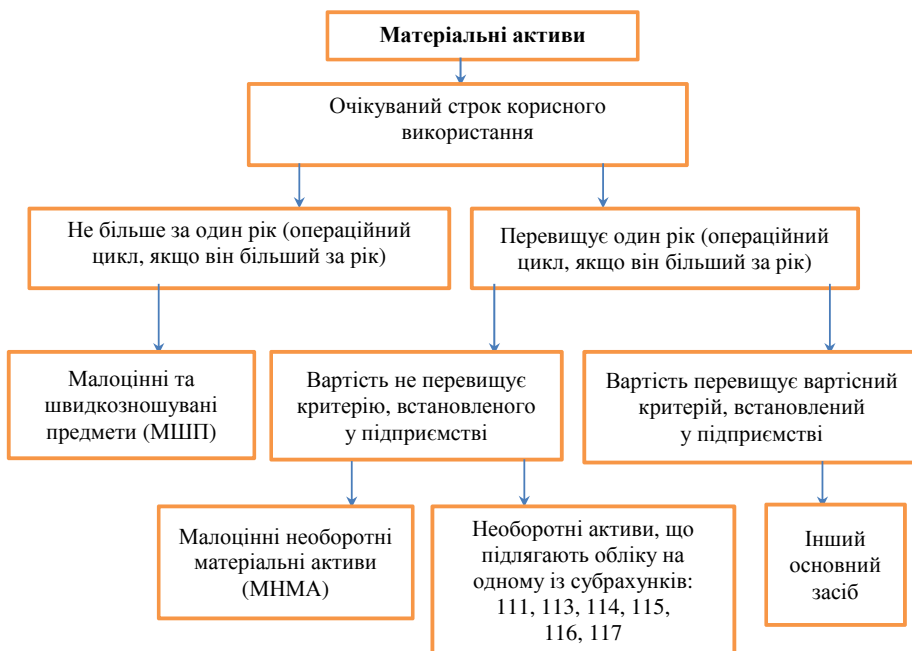 Матеріальні активи
Очікуваний строк корисного
використання
Не більше за один рік (операційний
цикл, якщо він більший за рік)
Перевищує один рік (операційний
цикл, якщо він більший за рік)
Малоцінні та
швидкозношувані
предмети (МШП)
Вартість не перевищує
критерію, встановленого
у підприємстві
Вартість перевищує вартісний
критерій, встановлений
у підприємстві
Малоцінні необоротні
матеріальні активи
(МНМА)
Необоротні активи, що
підлягають обліку на
одному із субрахунків:
111, 113, 114, 115,
116, 117
Інший
основний
засіб